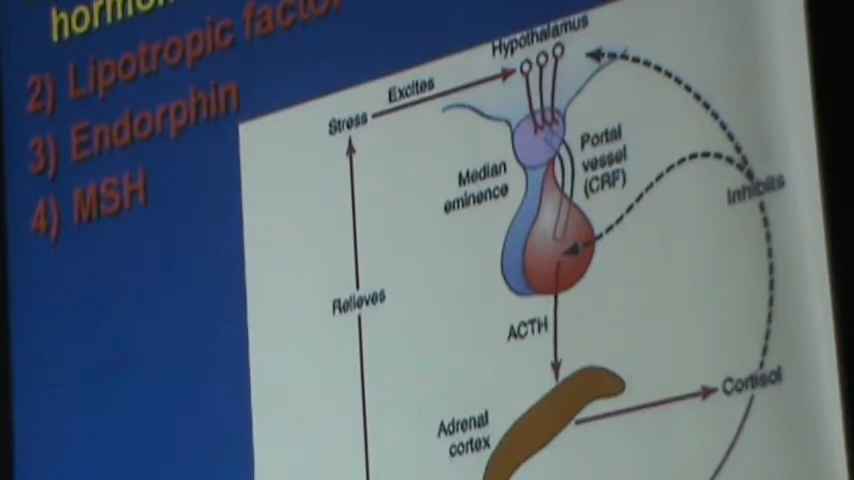 hormon
2) Lipotropic factor
3) Endorphin
4) MSH
Hypothalamus
Excites
Stress
Portal
vessel
(CRF)
Median
eminence
Inhibits
Relieves
ACTH
Cortisol
Adrenal
cortex